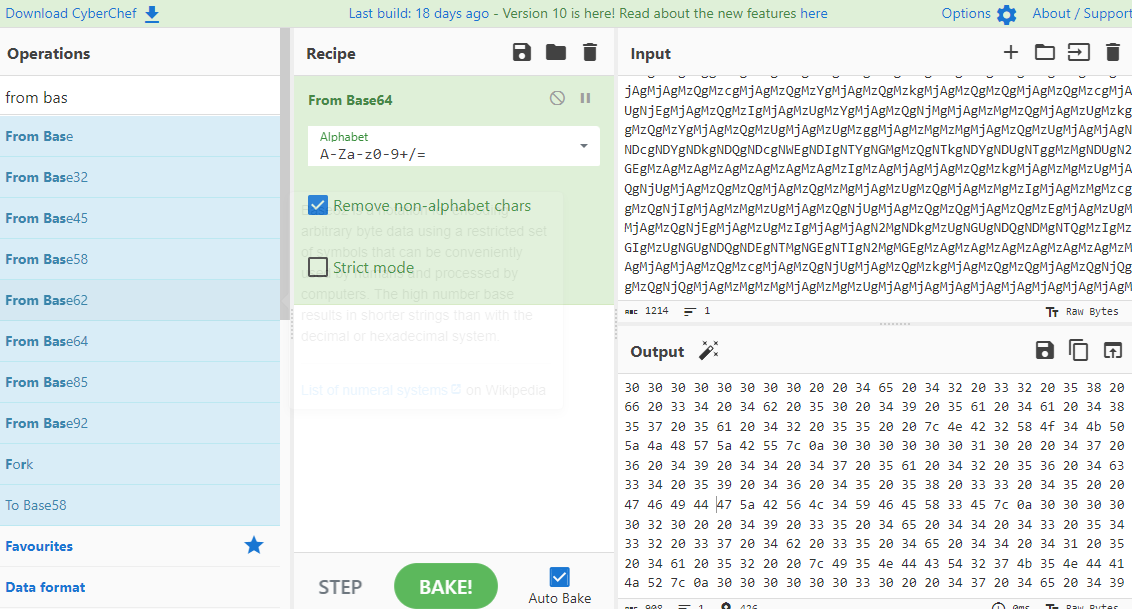 Download CyberChef
Last build: 18 days ago - Version 10 is here! Read about the new features here
Options
About / Support
Operations
Recipe
Input
from bas
From Base
From Base32
From Base45
From Base58
From Base62
From Base64
From Base85
From Base92
Fork
To Base58
Favourites
Data format
From Base64
Alphabet
A-Za-z0-9+/=
Remove non-alphabet chars
arbitrary byte data using a restricted set
of symbols that can be conveniently
Strict mode
used by humans and processed by
computers. The high number base
results in shorter strings than with the
decimal or hexadecimal system.
List of numeral systems on Wikipedia
STEP
BAKE!
Auto Bake
jAgMjAgMzQgMzcgMjAgMzQgMzYgMjAgMzQgMzkgMjAgMzQgMzQgMjAgMzQgMzcgMjA
UgNjEgMjAgMzQgMzIgMjAgMzUgMzYgMjAgMzQgNjMgMjAgMzMgMzQgMjAgMzUgMzkg
gMzQgMzYgMjAgMzQgMzUgMjAgMzUgMzggMjAgMzMgMzMgMjAgMzQgMzUgMjAgMjAgN
NDcgNDYgNDkgNDQgNDcgNWEgNDIgNTYgNGMgMzQgNTkgNDYgNDUgNTggMzMgNDUgN2
EgMzAgMzAgMzAgMzAgMzAgMzAgMzIgMzAgMjAgMjAgMzQgMzkgMjAgMzMgMzUgMjA
QgNjUgMjAgMzQgMzQgMjAgMzQgMzMgMjAgMzUgMzQgMjAgMzMgMzIgMjAgMzMgMzcg
gMzQgNjIgMjAgMzMgMzUgMjAgMzQgNjUgMjAgMzQgMzQgMjAgMzQgMzEgMjAgMzUgM
MjAgMzQgNjEgMjAgMzUgMzIgMjAgMjAgN2MgNDkgMzUgNGUgNDQgNDMgNTQgMzIgMz
GIgMzUgNGUgNDQgNDEgNTMgNGEgNTIgN2MgMGEgMzAgMzAgMzAgMzAgMzAgMzAgMzM
AgMjAgMjAgMzQgMzcgMjAgMzQgNjUgMjAgMzQgMzkgMjAgMzQgMzQgMjAgMzQgNjQg
gMzQgNjQgMjAgMzMgMzMgMjAgMzMgMzUgMjAgMjAgMjAgMjAgMjAgMjAgMjAgMjAgM
1214
1
Raw Bytes
Output
30 30 30 30 30 30 30 30 20 20 34 65 20 34 32 20 33 32 20 35 38 20
66 20 33 34 20 34 62 20 35 30 20 34 39 20 35 61 20 34 61 20 34 38
35 37 20 35 61 20 34 32 20 35 35 20 20 7c 4e 42 32 58 4f 34 4b 50
5a 4a 48 57 5a 42 55 7c 0a 30 30 30 30 30 30 31 30 20 20 34 37 20
36 20 34 39 20 34 34 20 34 37 20 35 61 20 34 32 20 35 36 20 34 63
33 34 20 35 39 20 34 36 20 34 35 20 35 38 20 33 33 20 34 35 20 20
47 46 49 44 47 5a 42 56 4c 34 59 46 45 58 33 45 7c 0a 30 30 30 30
30 32 30 20 20 34 39 20 33 35 20 34 65 20 34 34 20 34 33 20 35 34
33 32 20 33 37 20 34 62 20 33 35 20 34 65 20 34 34 20 34 31 20 35
20 34 61 20 35 32 20 20 7c 49 35 4e 44 43 54 32 37 4b 35 4e 44 41
4a 52 7c 0a 30 30 30 30 30 30 33 30 20 20 34 37 20 34 65 20 34 39